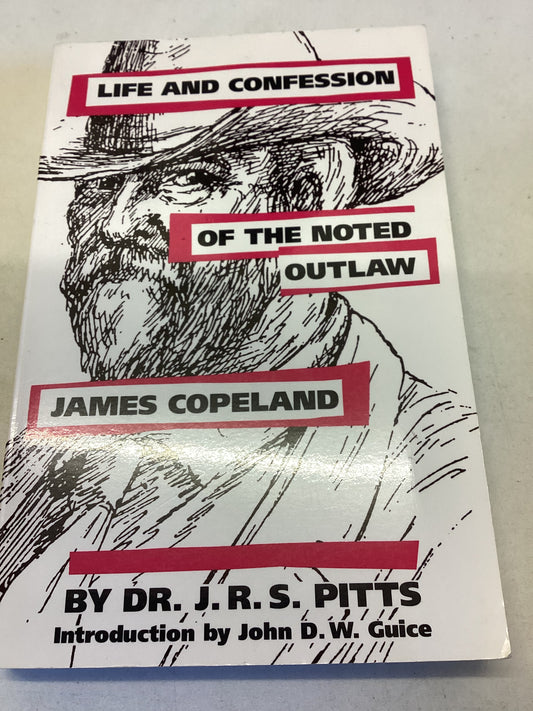 LIFE AND CONFESSION
OF THE NOTED
OUTLAW
JAMES COPELAND
BY DR. J.R.S. PITTS
Introduction by John D.W. Guice